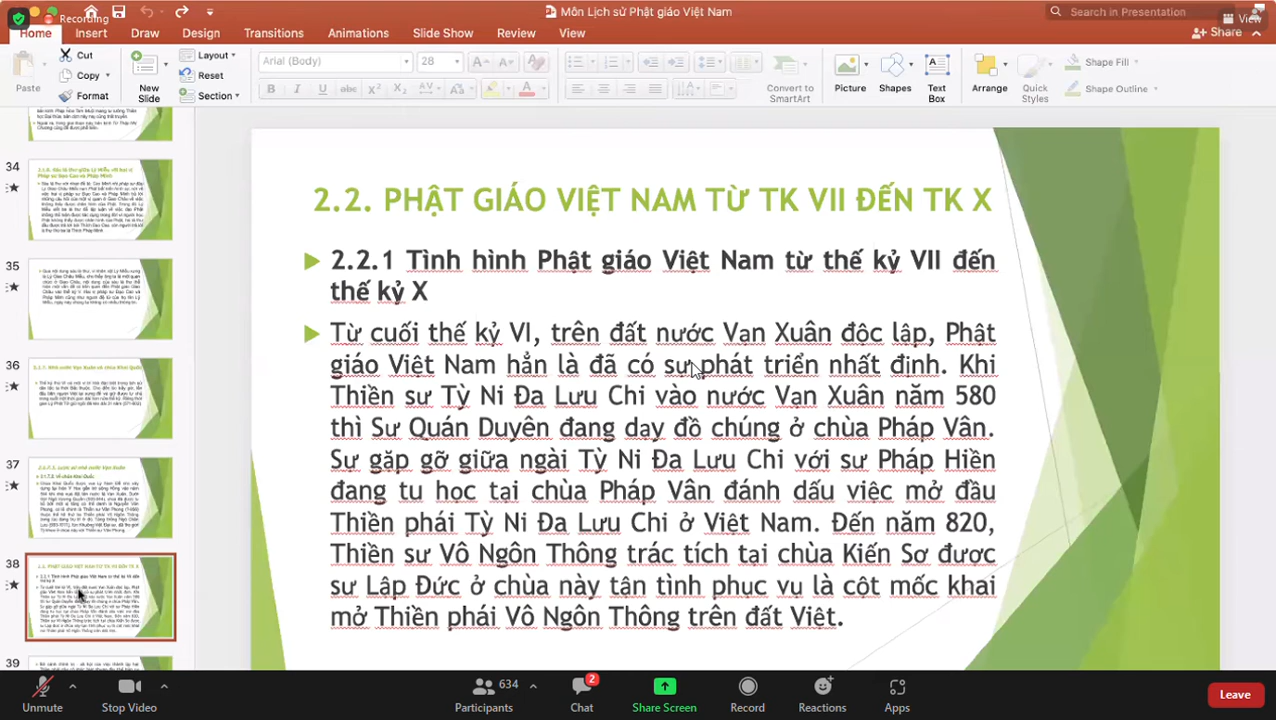 Recording
Môn Lịch sử Phật giáo Việt Nam
Search in Presentation
View
Home Insert Draw Design Transitions Animations Slide Show Review View
Share
Paste
Cut
Copy
Format
New Slide
Layout
Reset
Section
Arial (Body) 28
Convert to SmartArt
Picture
Shapes
Text Box
Arrange
Quick Styles
Shape Fill
Shape Outline
34
35
36
37
38
39
2.2. PHẬT GIÁO VIỆT NAM TỪ TK VI ĐẾN TK X
2.2.1 Tình hình Phật giáo Việt Nam từ thế kỷ VII đến
thế kỷ X
Từ cuối thế kỷ VI, trên đất nước Vạn Xuân độc lập, Phật
giáo Việt Nam hẳn là đã có sự phát triển nhất định. Khi
Thiền sư Tỳ Ni Đa Lưu Chi vào nước Vạn Xuân năm 580
thì Sư Quán Duyên đang dạy đồ chúng ở chùa Pháp Vân.
Sự gặp gỡ giữa ngài Tỳ Ni Đa Lưu Chi với sư Pháp Hiền
đang tu học tại chùa Pháp Vân đánh dấu việc mở đầu
Thiền phái Tỳ Ni Đa Lưu Chi ở Việt Nam. Đến năm 820,
Thiền sư Vô Ngôn Thông trác tích tại chùa Kiến Sơ được
sư Lập Đức ở chùa này tận tình phục vụ là cột mốc khai
mở Thiền phái Vô Ngôn Thông trên đất Việt.
Unmute
Stop Video
634
Participants
2
Chat
Share Screen
Record
Reactions
Apps
Leave